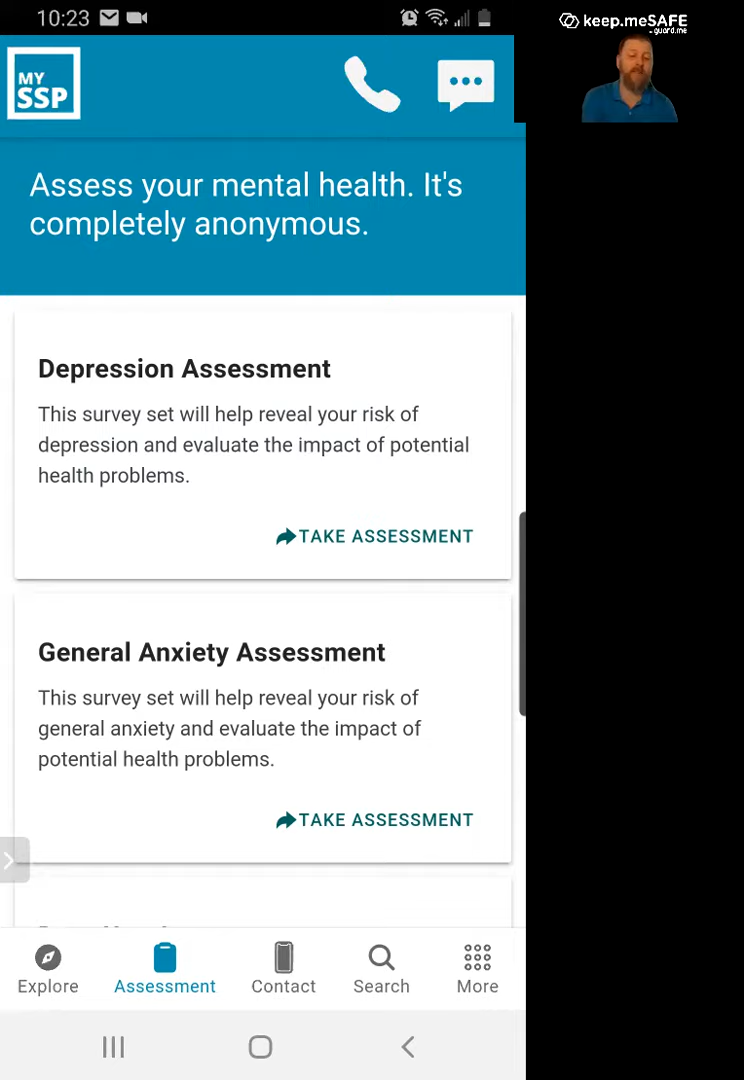 10:23
keep.meSAFE
guard.me
MY
SSP
Assess your mental health. It's
completely anonymous.
Depression Assessment
This survey set will help reveal your risk of
depression and evaluate the impact of potential
health problems.
TAKE ASSESSMENT
General Anxiety Assessment
This survey set will help reveal your risk of
general anxiety and evaluate the impact of
potential health problems.
TAKE ASSESSMENT
Explore
Assessment
Contact
Search
More